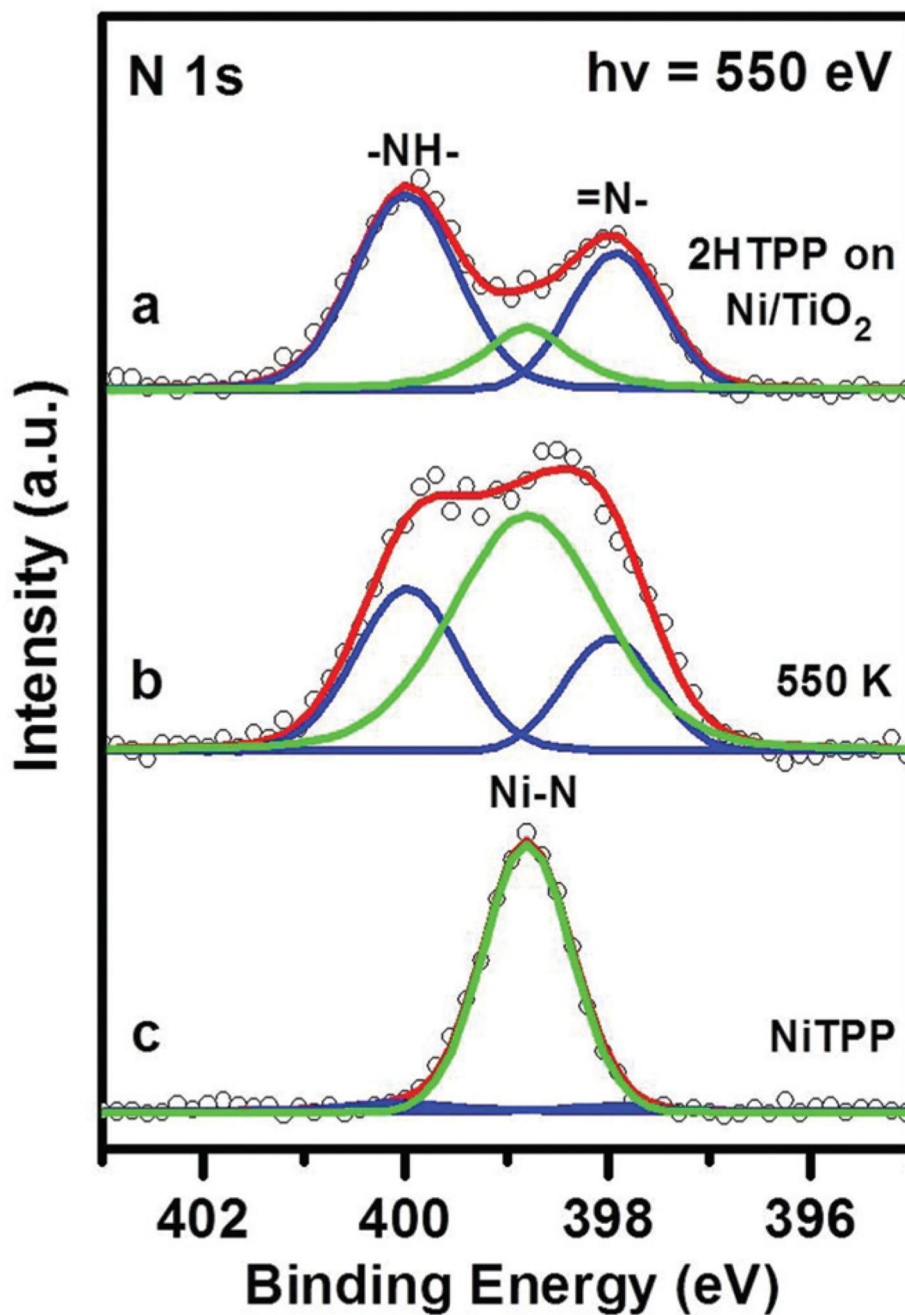 N 1s
hν = 550 eV
-NH-
=N-
2HTPP on
Ni/TiO₂
a
b
550 K
Ni-N
c
NiTPP
Intensity (a.u.)
402 400 398 396
Binding Energy (eV)